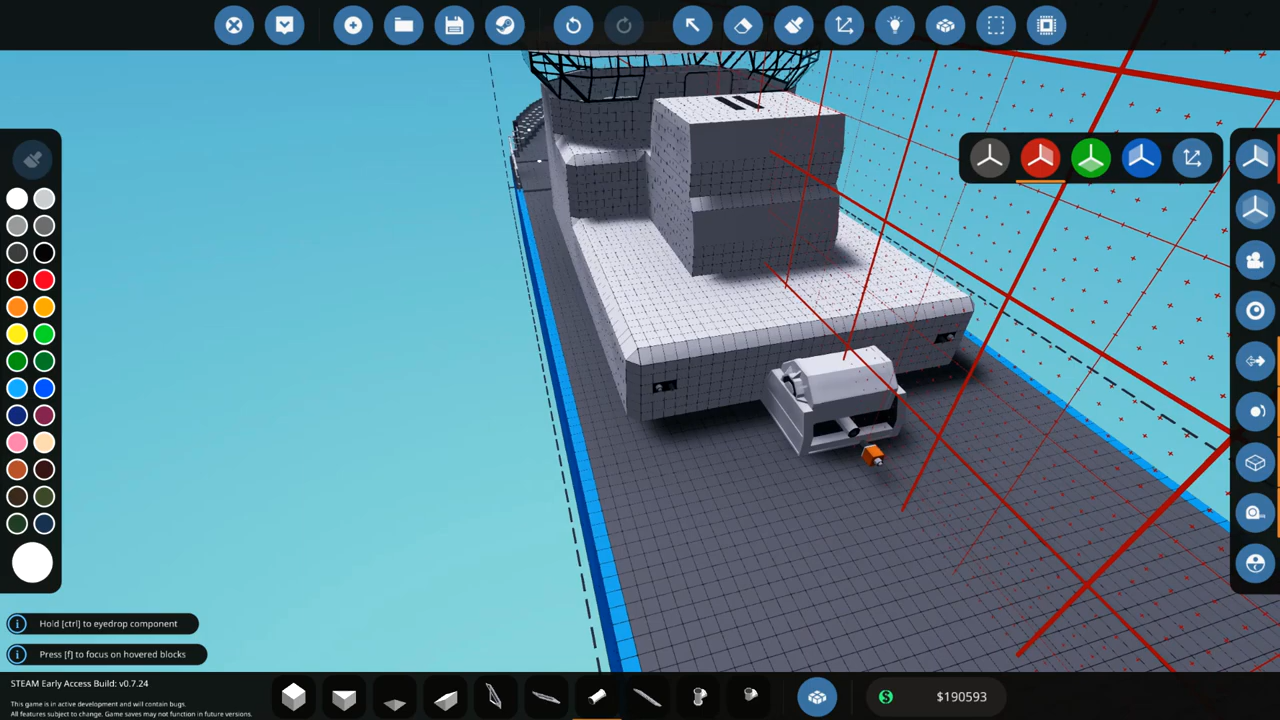 Hold [ctrl] to eyedrop component
Press [f] to focus on hovered blocks
STEAM Early Access Build: v0.7.24
This game is in active development and will contain bugs.
All features subject to change. Game saves may not function in future versions.
$ $190593